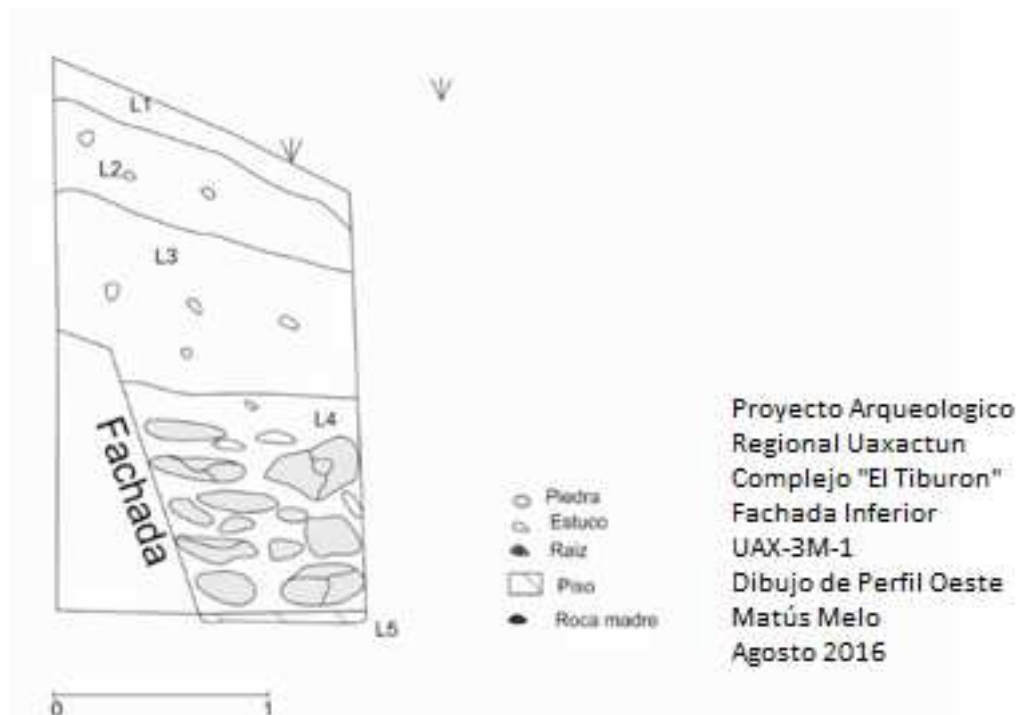 L1
L2
L3
L4
Fachada
L5
0 1
Piedra
Estuco
Raiz
Piso
Roca madre
Proyecto Arqueologico
Regional Uaxactun
Complejo "El Tiburon"
Fachada Inferior
UAX-3M-1
Dibujo de Perfil Oeste
Matús Melo
Agosto 2016